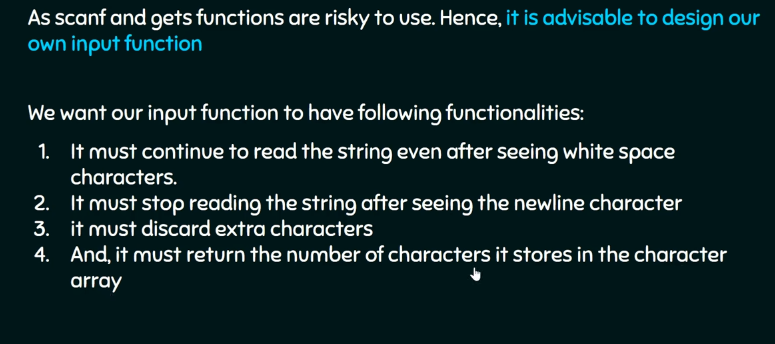 As scanf and gets functions are risky to use. Hence, it is advisable to design our
own input function
We want our input function to have following functionalities:
1. It must continue to read the string even after seeing white space
characters.
2. It must stop reading the string after seeing the newline character
3. it must discard extra characters
4. And, it must return the number of characters it stores in the character
array